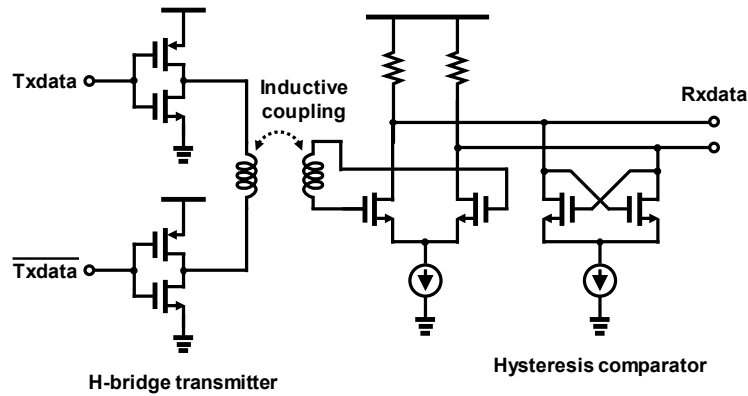 Txdata
Inductive
coupling
Rxdata
Txdata
Hysteresis comparator
H-bridge transmitter